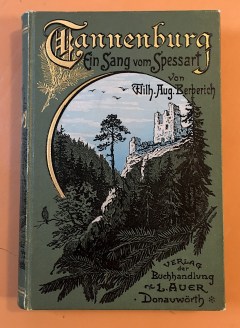 Tannenburg
Ein Sang vom Spessart
von
Wilh. Aug. Berberich
VERLAG
der
Buchhandlung
L. AUER
Donauwörth